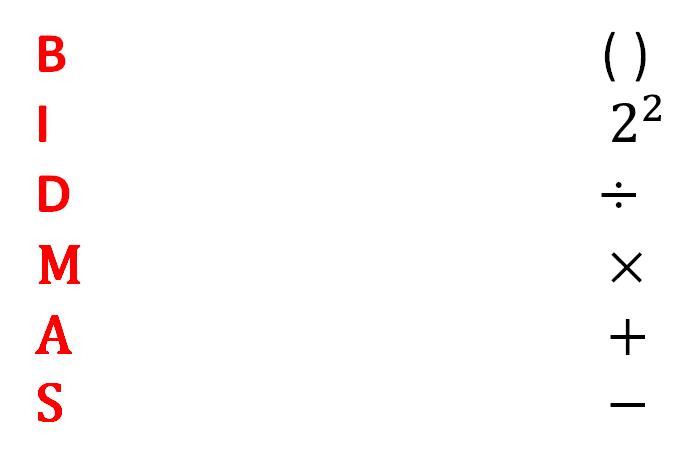 B ( )
I 2²
D ÷
M ×
A +
S −